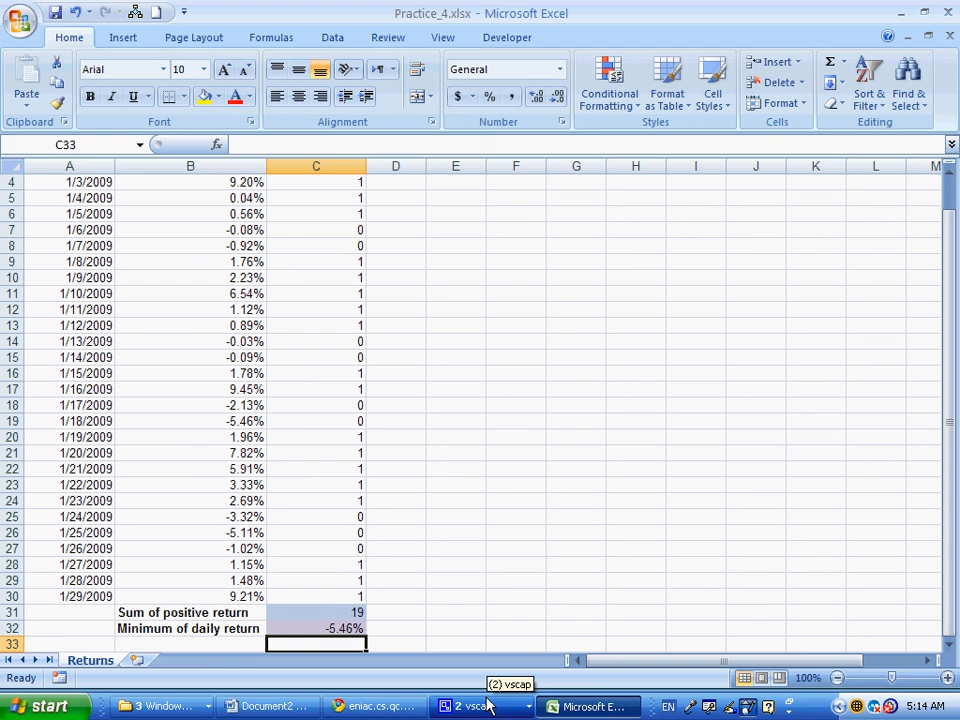 Practice_4.xlsx - Microsoft Excel
Home Insert Page Layout Formulas Data Review View Developer
Paste Arial 10 A A General Conditional Formatting Format as Table Cell Styles Insert Delete Format Σ Sort & Filter Find & Select
B I U A $ % ,
Clipboard Font Alignment Number Styles Cells Editing
C33 fx
A B C D E F G H I J K L M
4 1/3/2009 9.20% 1
5 1/4/2009 0.04% 1
6 1/5/2009 0.56% 1
7 1/6/2009 -0.08% 0
8 1/7/2009 -0.92% 0
9 1/8/2009 1.76% 1
10 1/9/2009 2.23% 1
11 1/10/2009 6.54% 1
12 1/11/2009 1.12% 1
13 1/12/2009 0.89% 1
14 1/13/2009 -0.03% 0
15 1/14/2009 -0.09% 0
16 1/15/2009 1.78% 1
17 1/16/2009 9.45% 1
18 1/17/2009 -2.13% 0
19 1/18/2009 -5.46% 0
20 1/19/2009 1.96% 1
21 1/20/2009 7.82% 1
22 1/21/2009 5.91% 1
23 1/22/2009 3.33% 1
24 1/23/2009 2.69% 1
25 1/24/2009 -3.32% 0
26 1/25/2009 -5.11% 0
27 1/26/2009 -1.02% 0
28 1/27/2009 1.15% 1
29 1/28/2009 1.48% 1
30 1/29/2009 9.21% 1
31 Sum of positive return 19
32 Minimum of daily return -5.46%
33
Returns
Ready 100%
(2) vscap
start 3 Window... Document2 ... eniac.cs.qc.... 2 vscap Microsoft E... EN 5:14 AM